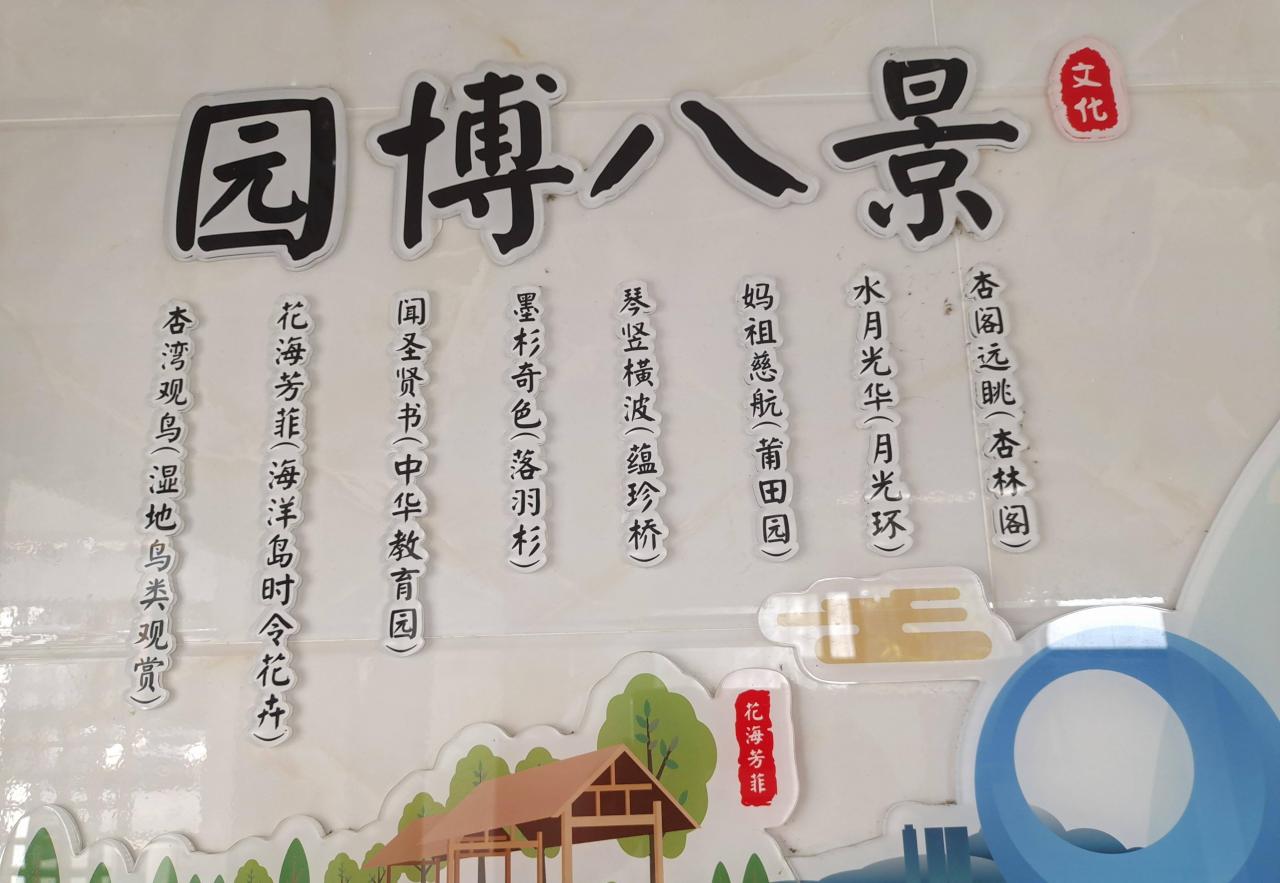 园博八景
文化
杏阁远眺(杏林阁)
水月光华(月光环)
妈祖慈航(莆田园)
琴竖横波(蕴珍桥)
墨杉奇色(落羽杉)
闻圣贤书(中华教育园)
花海芳菲(海洋岛时令花卉)
杏湾观鸟(湿地鸟类观赏)
花海芳菲